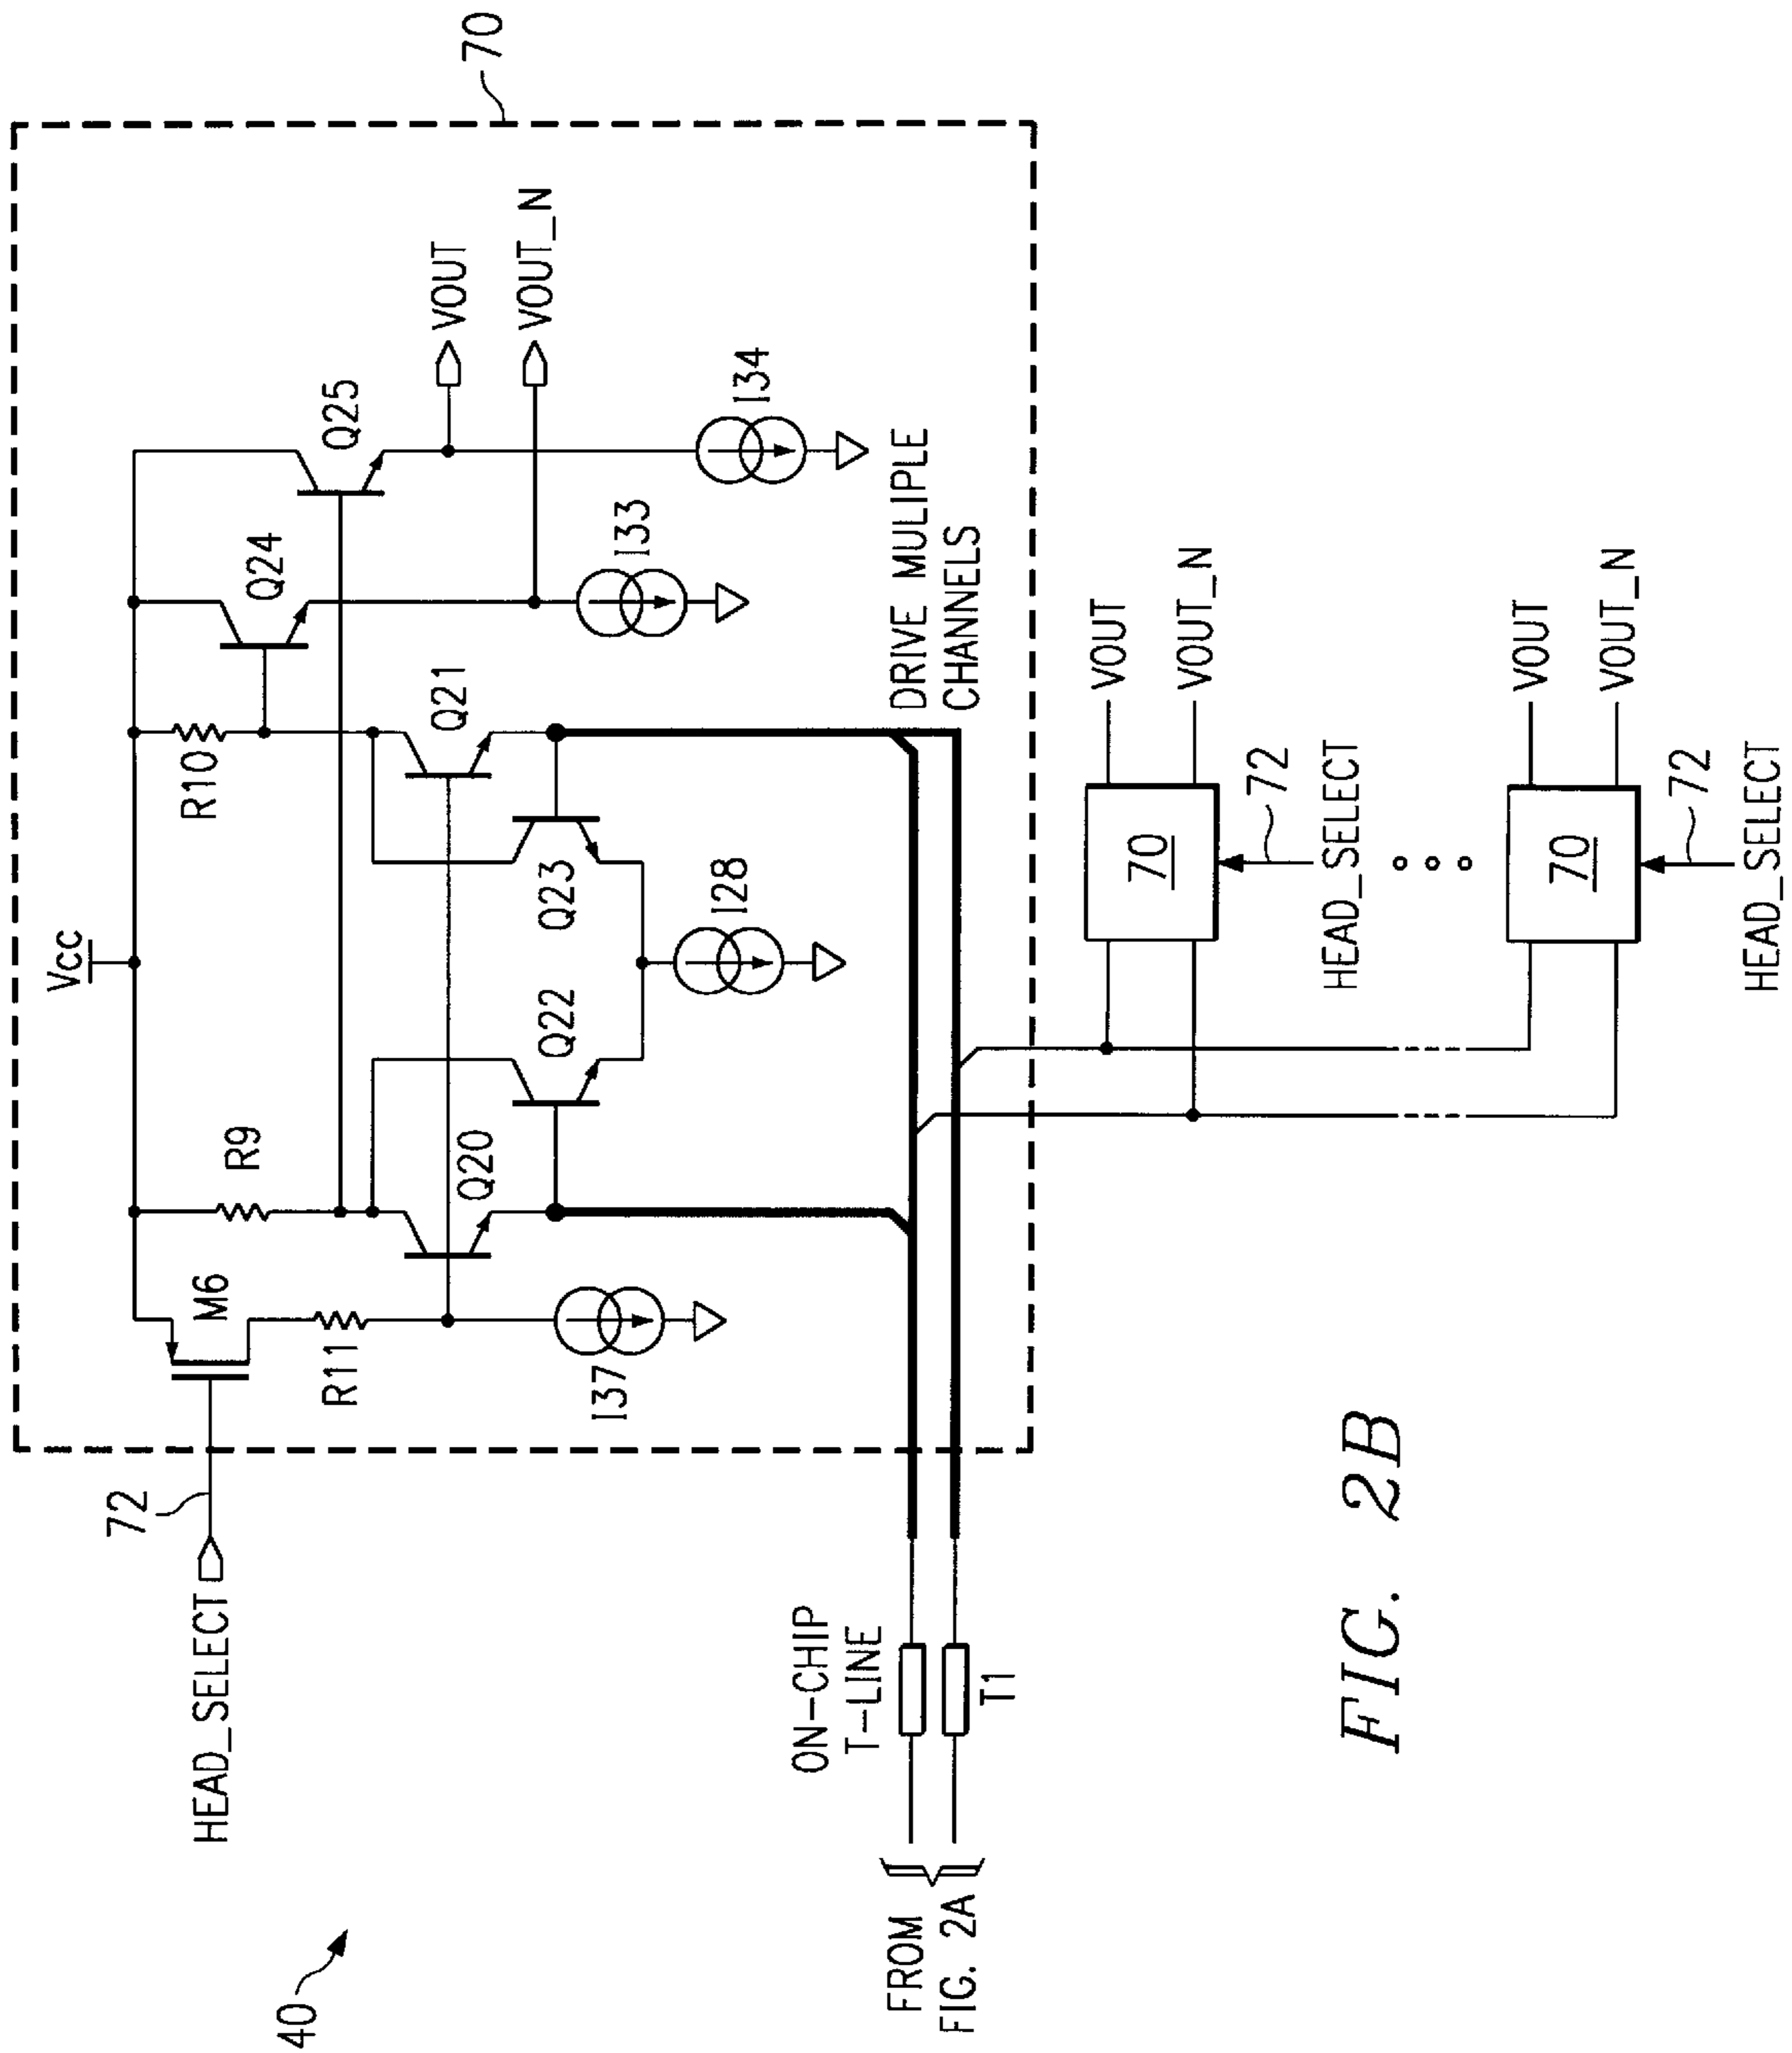 40
HEAD_SELECT
72
M6
R11
I37
Vcc
R9
Q20
Q22
Q23
I28
R10
Q21
Q24
I33
Q25
I34
VOUT
VOUT_N
70
DRIVE MULIPLE
CHANNELS
ON-CHIP
T-LINE
T1
FROM
FIG. 2A
70
VOUT
VOUT_N
72
HEAD_SELECT
70
VOUT
VOUT_N
72
HEAD_SELECT
FIG. 2B